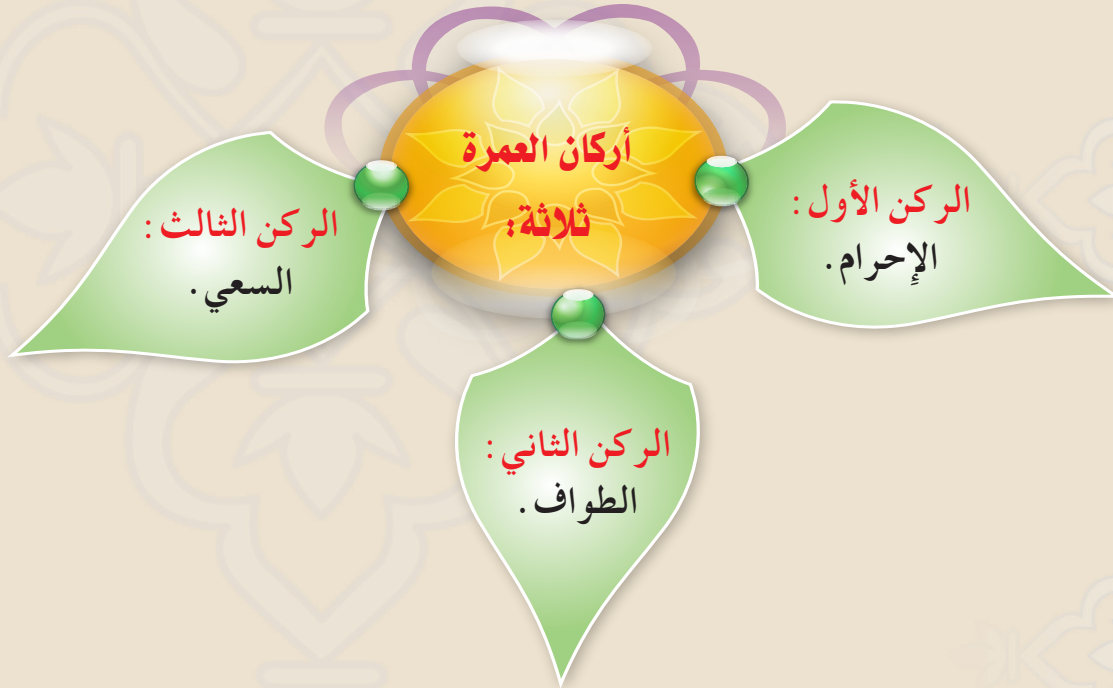 أركان العمرة
ثلاثة:
الركن الأول:
الإحرام.
الركن الثاني:
الطواف.
الركن الثالث:
السعي.